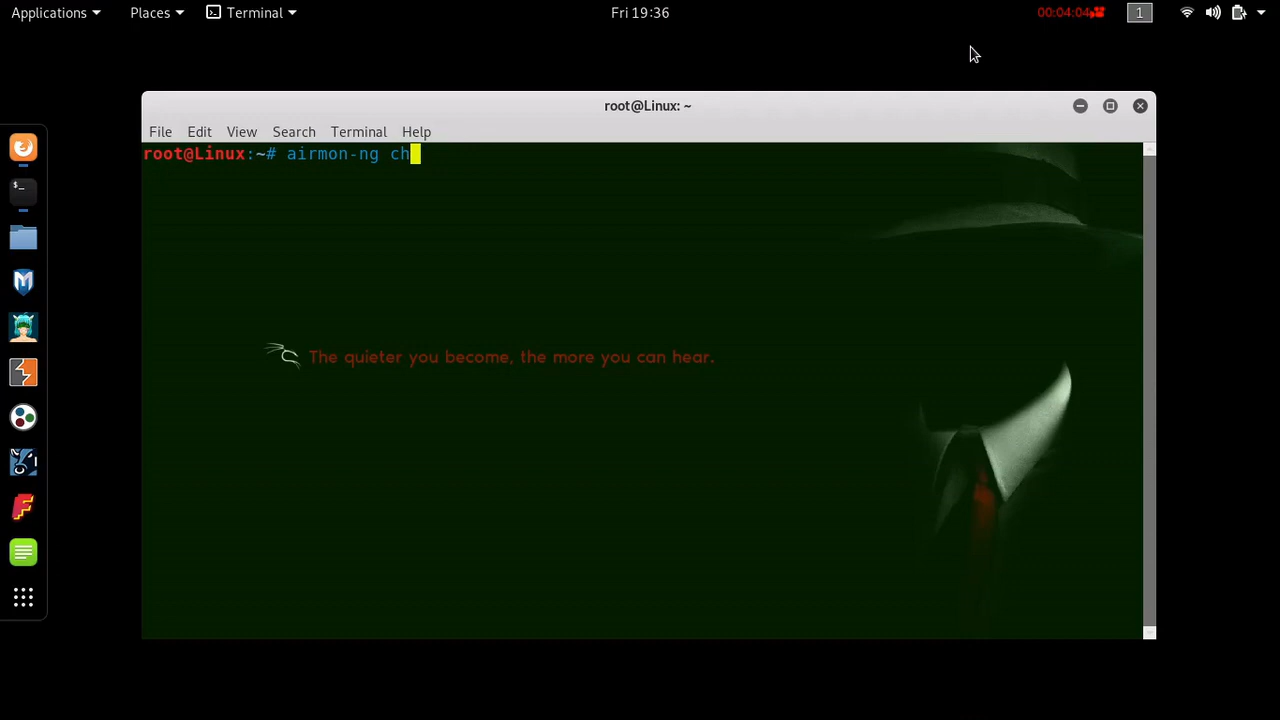 Applications Places Terminal Fri 19:36 00:04:04 1
root@Linux: ~
File Edit View Search Terminal Help
root@Linux:~# airmon-ng ch
The quieter you become, the more you can hear.